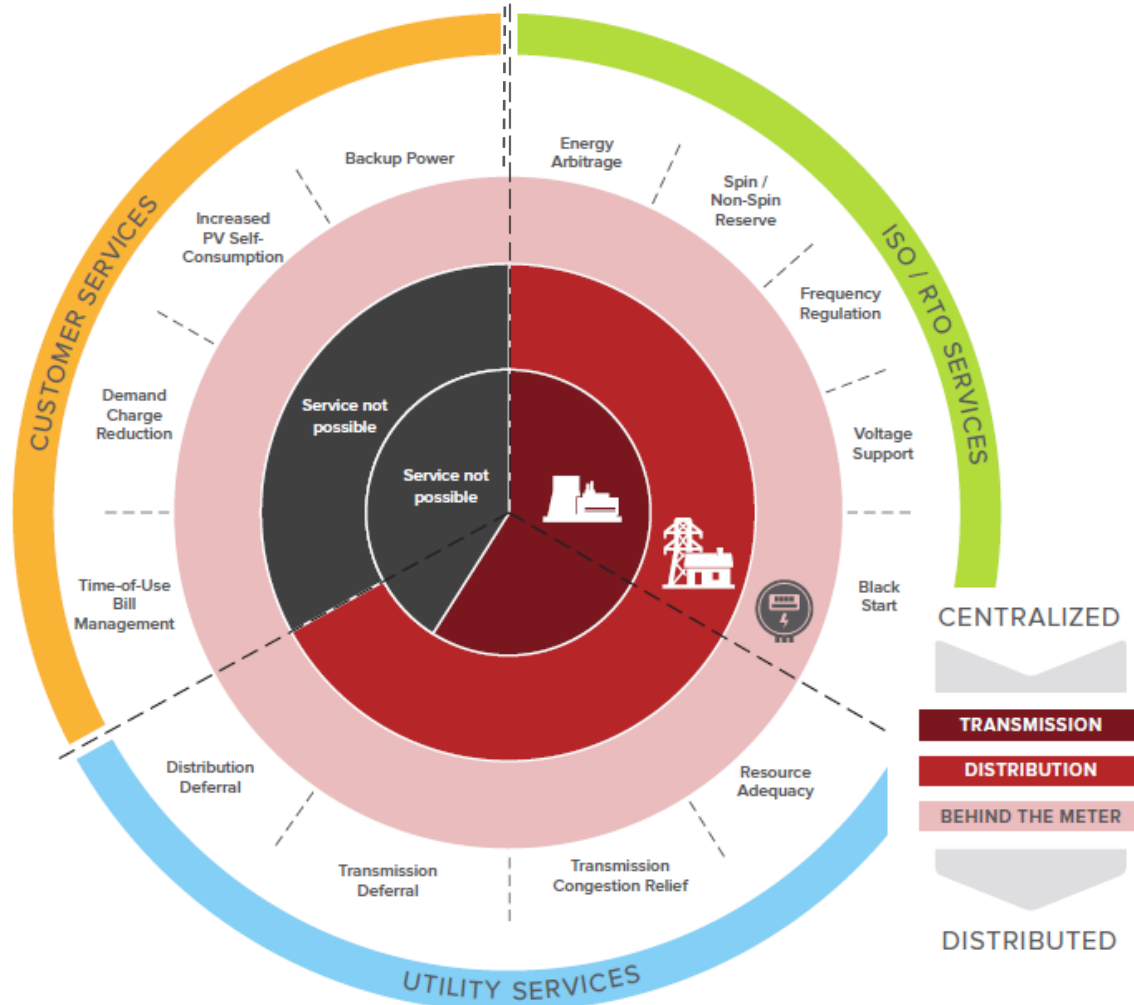 CUSTOMER SERVICES
ISO / RTO SERVICES
UTILITY SERVICES
Backup Power
Energy
Arbitrage
Spin /
Non-Spin
Reserve
Increased
PV Self-
Consumption
Frequency
Regulation
Demand
Charge
Reduction
Voltage
Support
Service not
possible
Service not
possible
Time-of-Use
Bill
Management
Black
Start
Distribution
Deferral
Resource
Adequacy
Transmission
Deferral
Transmission
Congestion Relief
CENTRALIZED
TRANSMISSION
DISTRIBUTION
BEHIND THE METER
DISTRIBUTED